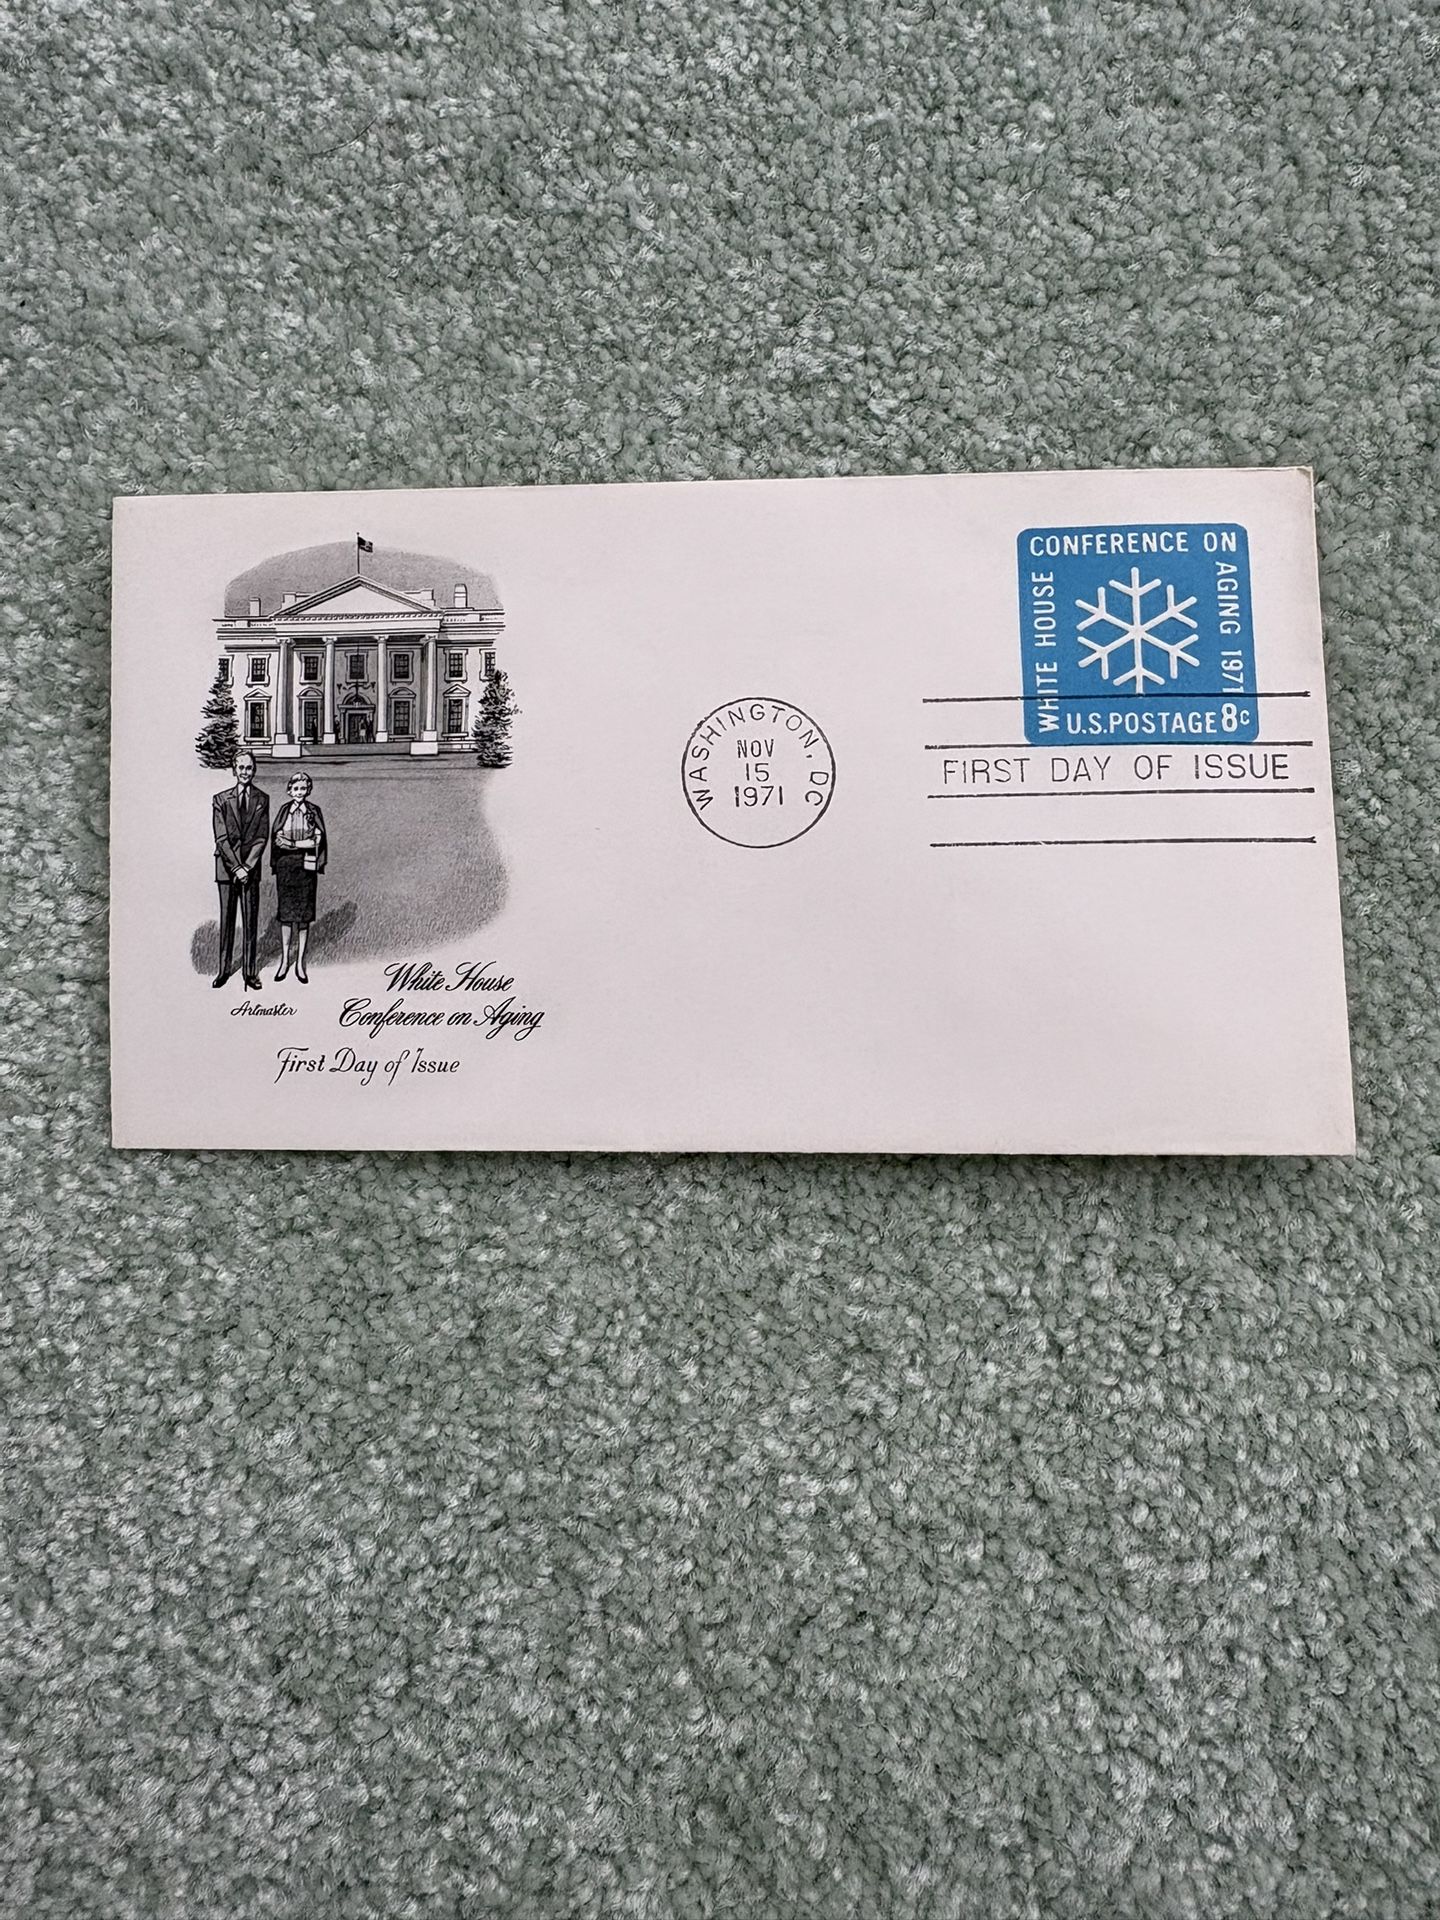 WHITE HOUSE
CONFERENCE ON
AGING 1971
U.S.POSTAGE 8c
WASHINGTON, DC
NOV
15
1971
FIRST DAY OF ISSUE
Artmaster
White House
Conference on Aging
First Day of Issue